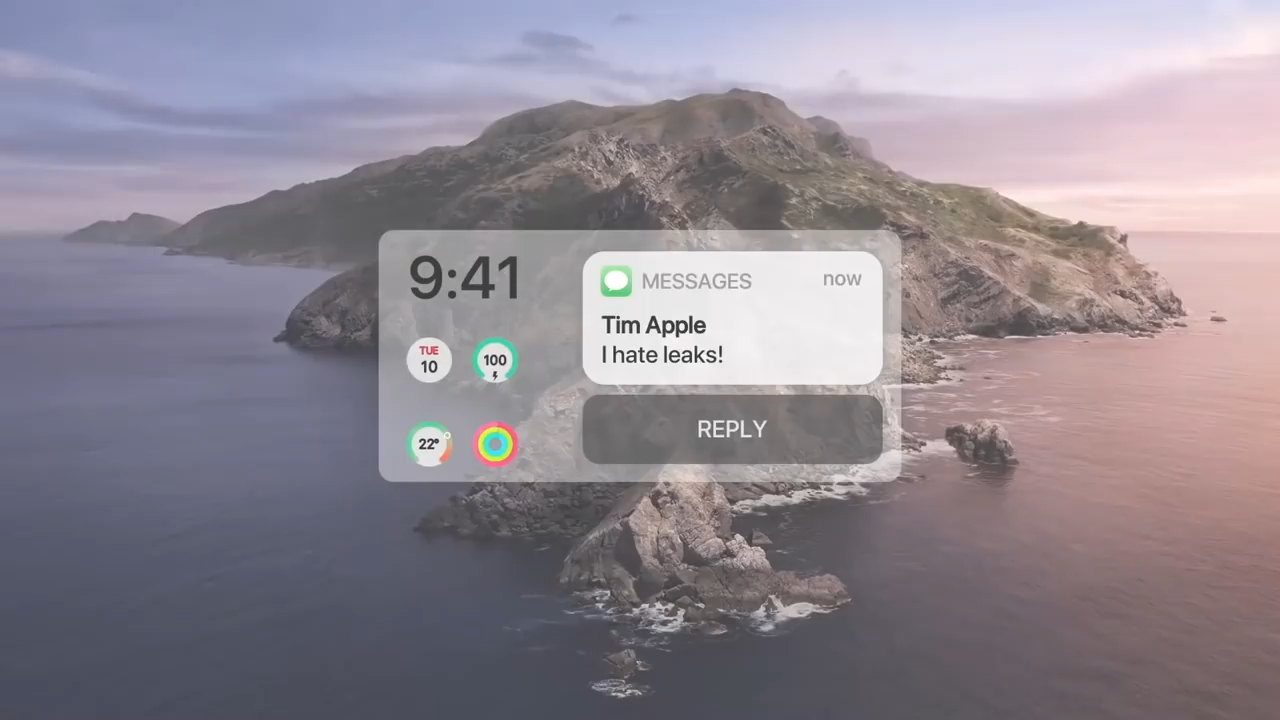 9:41
TUE
10
100
22°
MESSAGES
now
Tim Apple
I hate leaks!
REPLY